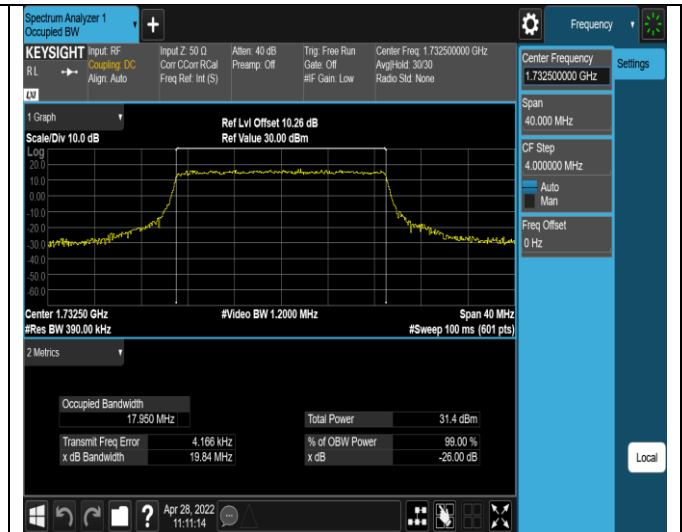 Spectrum Analyzer 1
Occupied BW
+
Frequency
KEYSIGHT
RL
LXI
Input: RF
Coupling: DC
Align: Auto
Input Z: 50 Ω
Corr CCorr RCal
Freq Ref: Int (S)
Atten: 40 dB
Preamp: Off
Trig: Free Run
Gate: Off
#IF Gain: Low
Center Freq: 1.732500000 GHz
Avg|Hold: 30/30
Radio Std: None
Center Frequency
1.732500000 GHz
Settings
Span
40.000 MHz
CF Step
4.000000 MHz
Auto
Man
Freq Offset
0 Hz
Local
1 Graph
Scale/Div 10.0 dB
Ref Lvl Offset 10.26 dB
Ref Value 30.00 dBm
Log
20.0
10.0
0.00
-10.0
-20.0
-30.0
-40.0
-50.0
-60.0
Center 1.73250 GHz
#Res BW 390.00 kHz
#Video BW 1.2000 MHz
Span 40 MHz
#Sweep 100 ms (601 pts)
2 Metrics
Occupied Bandwidth
17.950 MHz
Total Power 31.4 dBm
Transmit Freq Error 4.166 kHz
% of OBW Power 99.00 %
x dB Bandwidth 19.84 MHz
x dB -26.00 dB
?
Apr 28, 2022
11:11:14